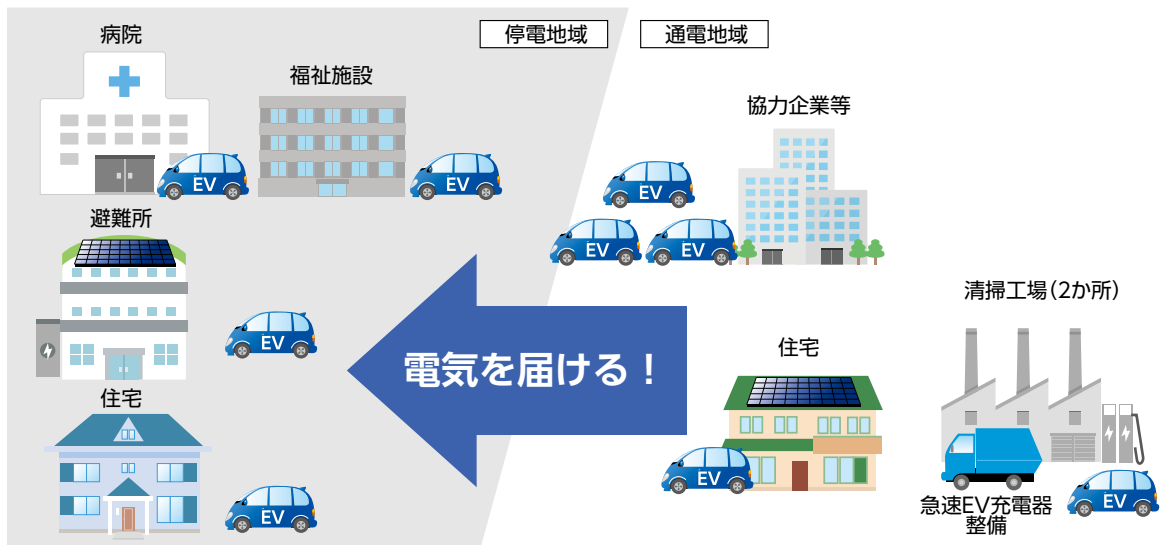 停電地域
通電地域
病院
EV
福祉施設
EV
協力企業等
EV
EV
EV
避難所
EV
電気を届ける！
住宅
EV
住宅
EV
清掃工場（2か所）
急速EV充電器
整備
EV